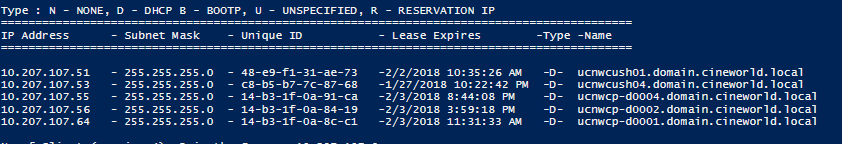 Type : N - NONE, D - DHCP B - BOOTP, U - UNSPECIFIED, R - RESERVATION IP
==============================================================================
IP Address      - Subnet Mask    - Unique ID           - Lease Expires        -Type -Name
==============================================================================
10.207.107.51   - 255.255.255.0  - 48-e9-f1-31-ae-73   -2/2/2018 10:35:26 AM   -D-  ucnwcush01.domain.cineworld.local
10.207.107.53   - 255.255.255.0  - c8-b5-b7-7c-87-68   -1/27/2018 10:22:42 PM  -D-  ucnwcush04.domain.cineworld.local
10.207.107.55   - 255.255.255.0  - 14-b3-1f-0a-91-ca   -2/3/2018 8:44:08 PM    -D-  ucnwcp-d0004.domain.cineworld.local
10.207.107.56   - 255.255.255.0  - 14-b3-1f-0a-84-19   -2/3/2018 3:59:18 PM    -D-  ucnwcp-d0002.domain.cineworld.local
10.207.107.64   - 255.255.255.0  - 14-b3-1f-0a-8c-c1   -2/3/2018 11:31:33 AM   -D-  ucnwcp-d0001.domain.cineworld.local